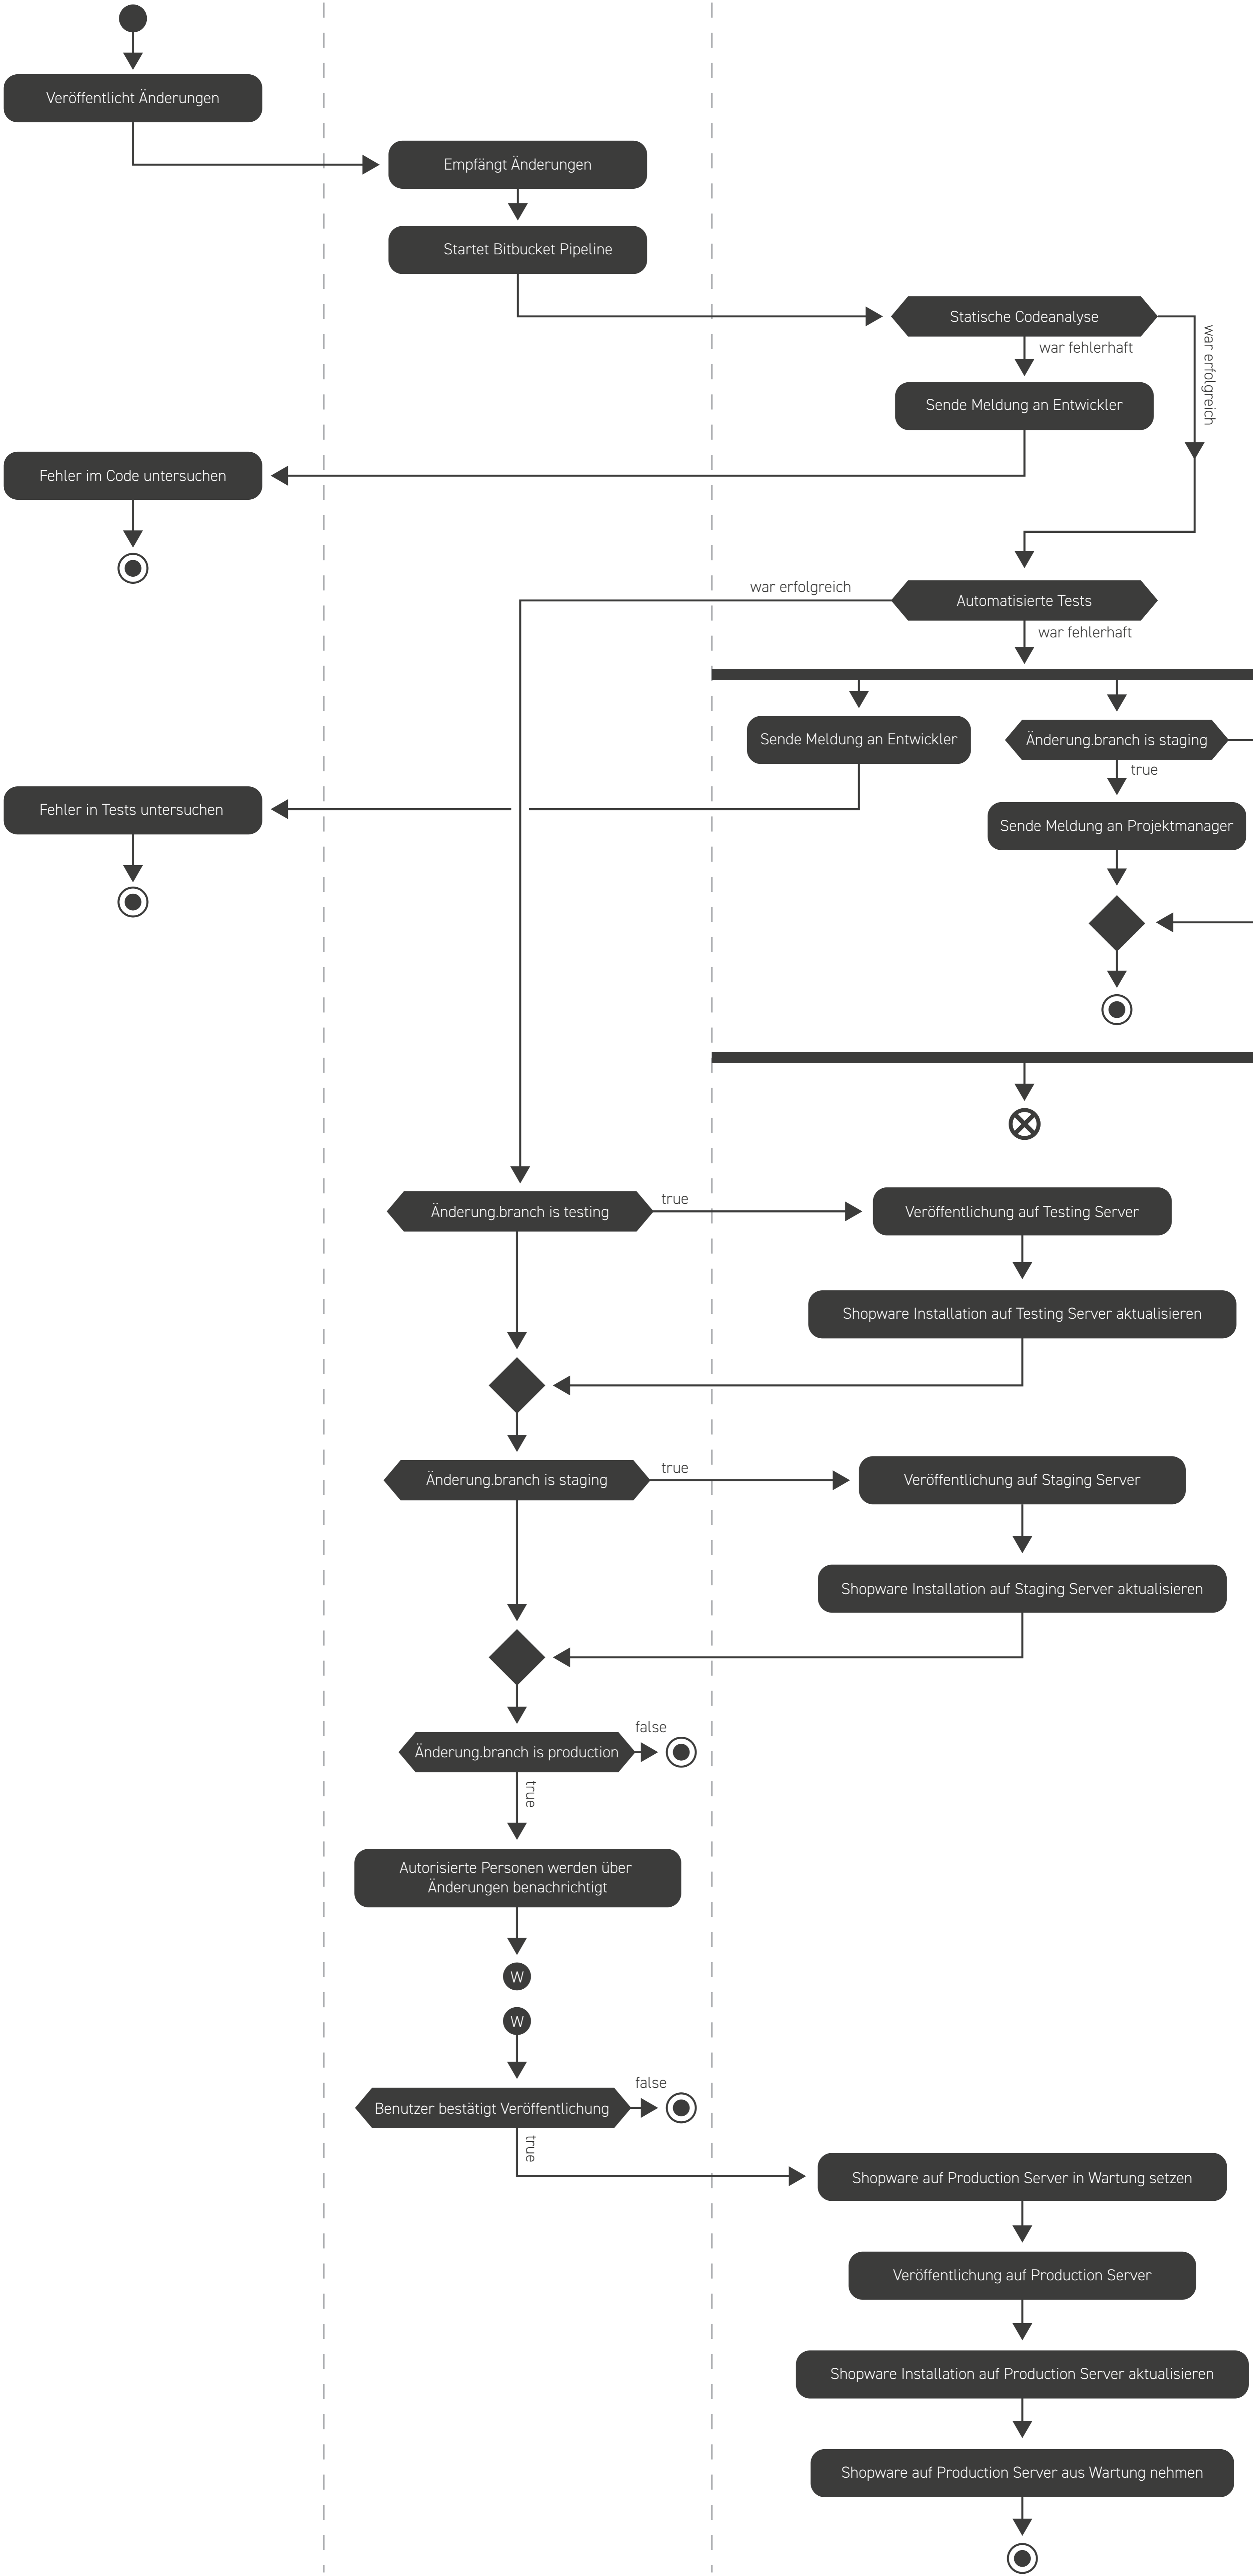 Veröffentlicht Änderungen
Empfängt Änderungen
Startet Bitbucket Pipeline
Statische Codeanalyse
war fehlerhaft
war erfolgreich
Sende Meldung an Entwickler
Fehler im Code untersuchen
war erfolgreich
Automatisierte Tests
war fehlerhaft
Sende Meldung an Entwickler
Änderung.branch is staging
true
Fehler in Tests untersuchen
Sende Meldung an Projektmanager
Änderung.branch is testing
true
Veröffentlichung auf Testing Server
Shopware Installation auf Testing Server aktualisieren
Änderung.branch is staging
true
Veröffentlichung auf Staging Server
Shopware Installation auf Staging Server aktualisieren
Änderung.branch is production
false
true
Autorisierte Personen werden über
Änderungen benachrichtigt
W
W
Benutzer bestätigt Veröffentlichung
false
true
Shopware auf Production Server in Wartung setzen
Veröffentlichung auf Production Server
Shopware Installation auf Production Server aktualisieren
Shopware auf Production Server aus Wartung nehmen